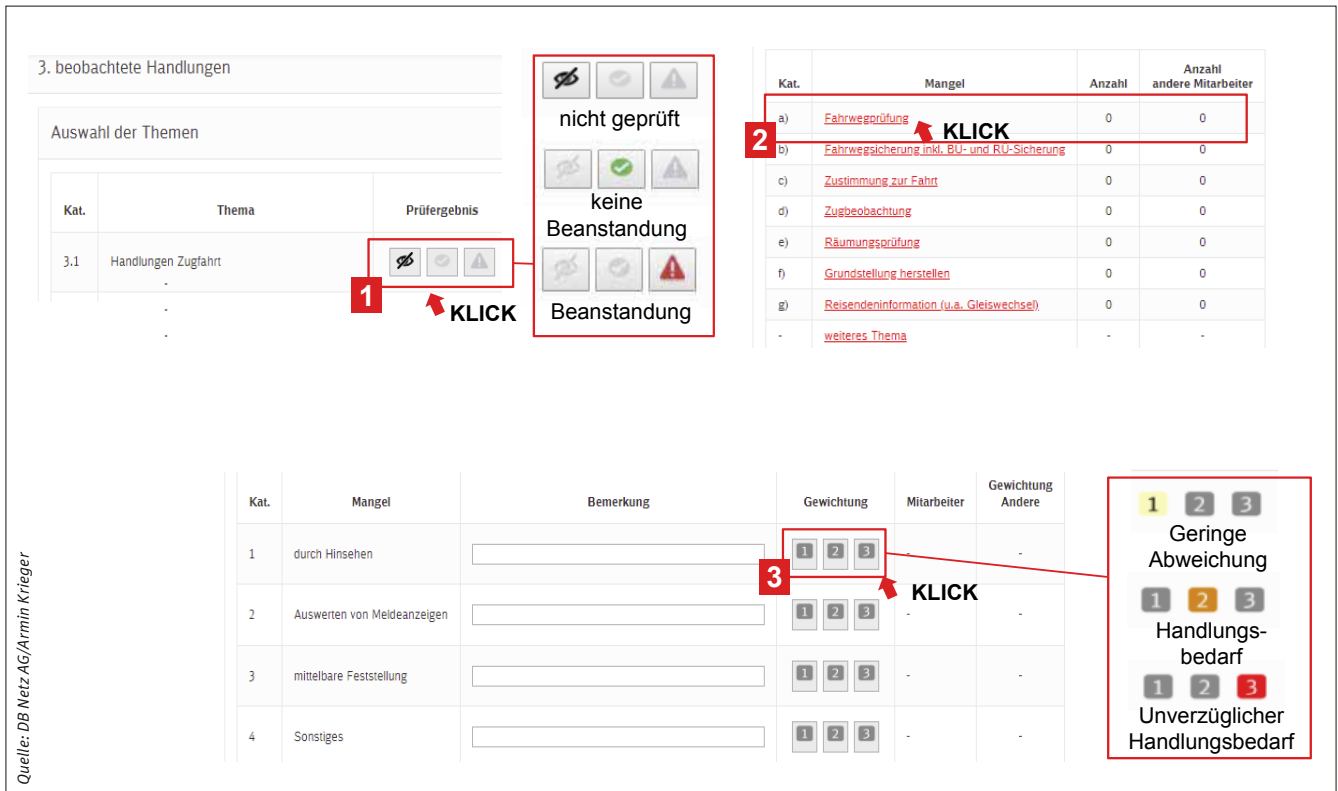 3. beobachtete Handlungen
Auswahl der Themen
Kat. Thema Prüfergebnis
3.1 Handlungen Zugfahrt
-
-
-
1
KLICK
nicht geprüft
keine
Beanstandung
Beanstandung
Kat. Mangel Anzahl Anzahl
andere Mitarbeiter
a) Fahrwegprüfung 0 0
2
KLICK
b) Fahrwegsicherung inkl. BÜ- und RÜ-Sicherung 0 0
c) Zustimmung zur Fahrt 0 0
d) Zugbeobachtung 0 0
e) Räumungsprüfung 0 0
f) Grundstellung herstellen 0 0
g) Reisendeninformation (u.a. Gleiswechsel) 0 0
- weiteres Thema - -
Kat. Mangel Bemerkung Gewichtung Mitarbeiter Gewichtung
Andere
1 durch Hinsehen 1 2 3 - -
3
KLICK
2 Auswerten von Meldeanzeigen 1 2 3 - -
3 mittelbare Feststellung 1 2 3 - -
4 Sonstiges 1 2 3 - -
1 2 3
Geringe
Abweichung
1 2 3
Handlungs-
bedarf
1 2 3
Unverzüglicher
Handlungsbedarf
Quelle: DB Netz AG/Armin Krieger